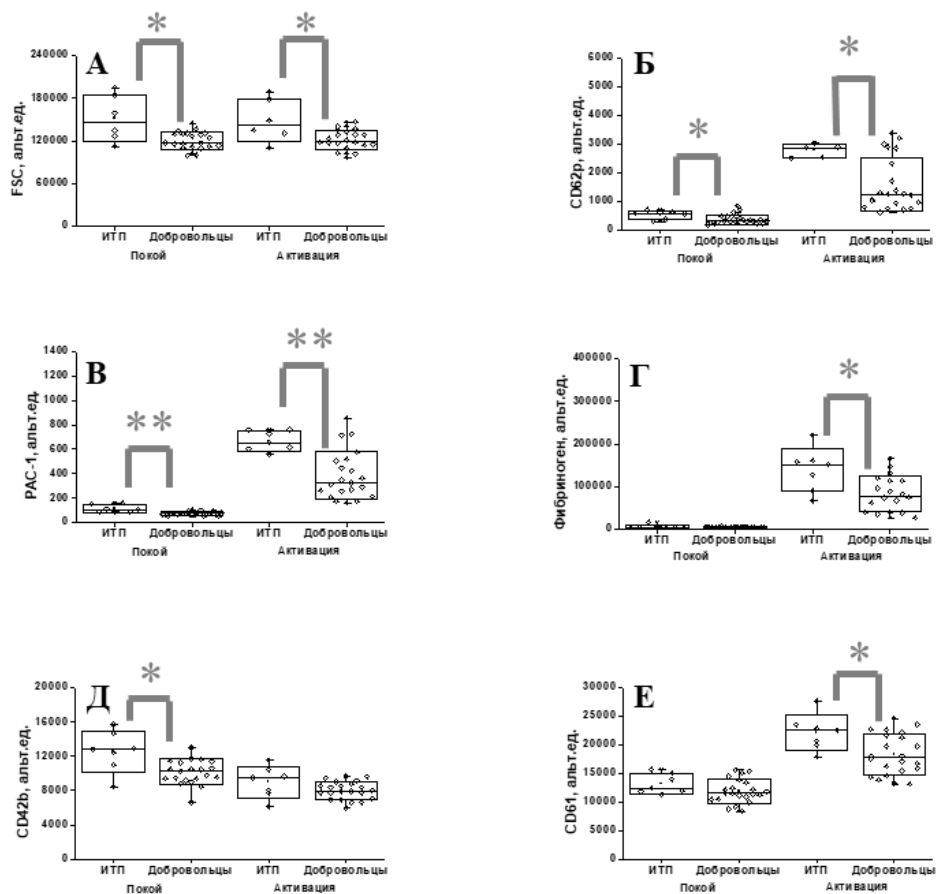 А
*
*
FSC, альт.ед.
240000
180000
120000
60000
0
ИТП Добровольцы ИТП Добровольцы
Покой Активация
Б
*
*
CD62p, альт.ед.
6000
5000
4000
3000
2000
1000
0
ИТП Добровольцы ИТП Добровольцы
Покой Активация
В
**
**
PAC-1, альт.ед.
1400
1200
1000
800
600
400
200
0
ИТП Добровольцы ИТП Добровольцы
Покой Активация
Г
*
Фибриноген, альт.ед.
400000
300000
200000
100000
0
ИТП Добровольцы ИТП Добровольцы
Покой Активация
Д
*
CD42b, альт.ед.
20000
16000
12000
8000
4000
0
ИТП Добровольцы ИТП Добровольцы
Покой Активация
Е
*
CD61, альт.ед.
30000
25000
20000
15000
10000
5000
0
ИТП Добровольцы ИТП Добровольцы
Покой Активация